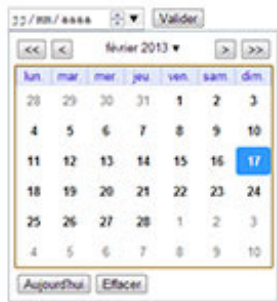 jj/mm/aaaa ▼ Valider
<< < février 2013 ▼ > >>
lun. mar. mer. jeu. ven. sam. dim.
28 29 30 31 1 2 3
4 5 6 7 8 9 10
11 12 13 14 15 16 17
18 19 20 21 22 23 24
25 26 27 28 1 2 3
4 5 6 7 8 9 10
Aujourd'hui Effacer